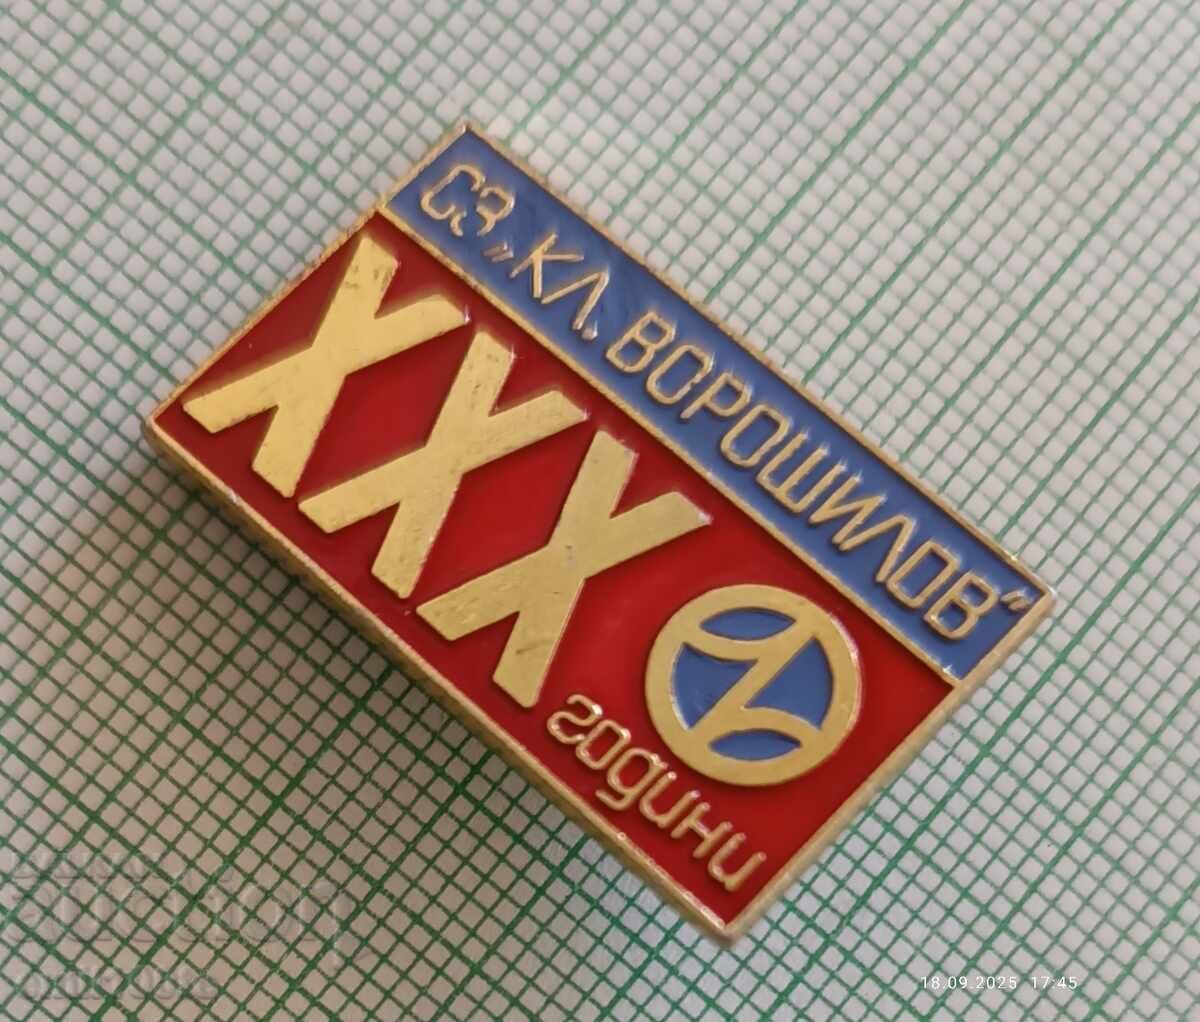 СЗ „КЛ. ВОРОШИЛОВ“
XXX
години
18.09.2025 17:45